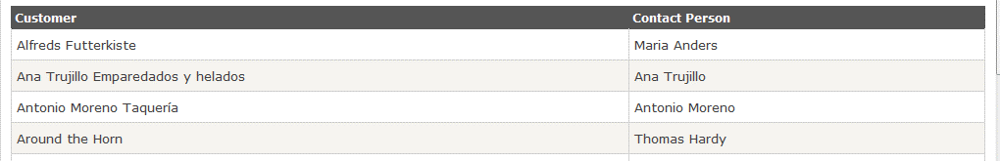 Customer Contact Person
Alfreds Futterkiste Maria Anders
Ana Trujillo Emparedados y helados Ana Trujillo
Antonio Moreno Taquería Antonio Moreno
Around the Horn Thomas Hardy